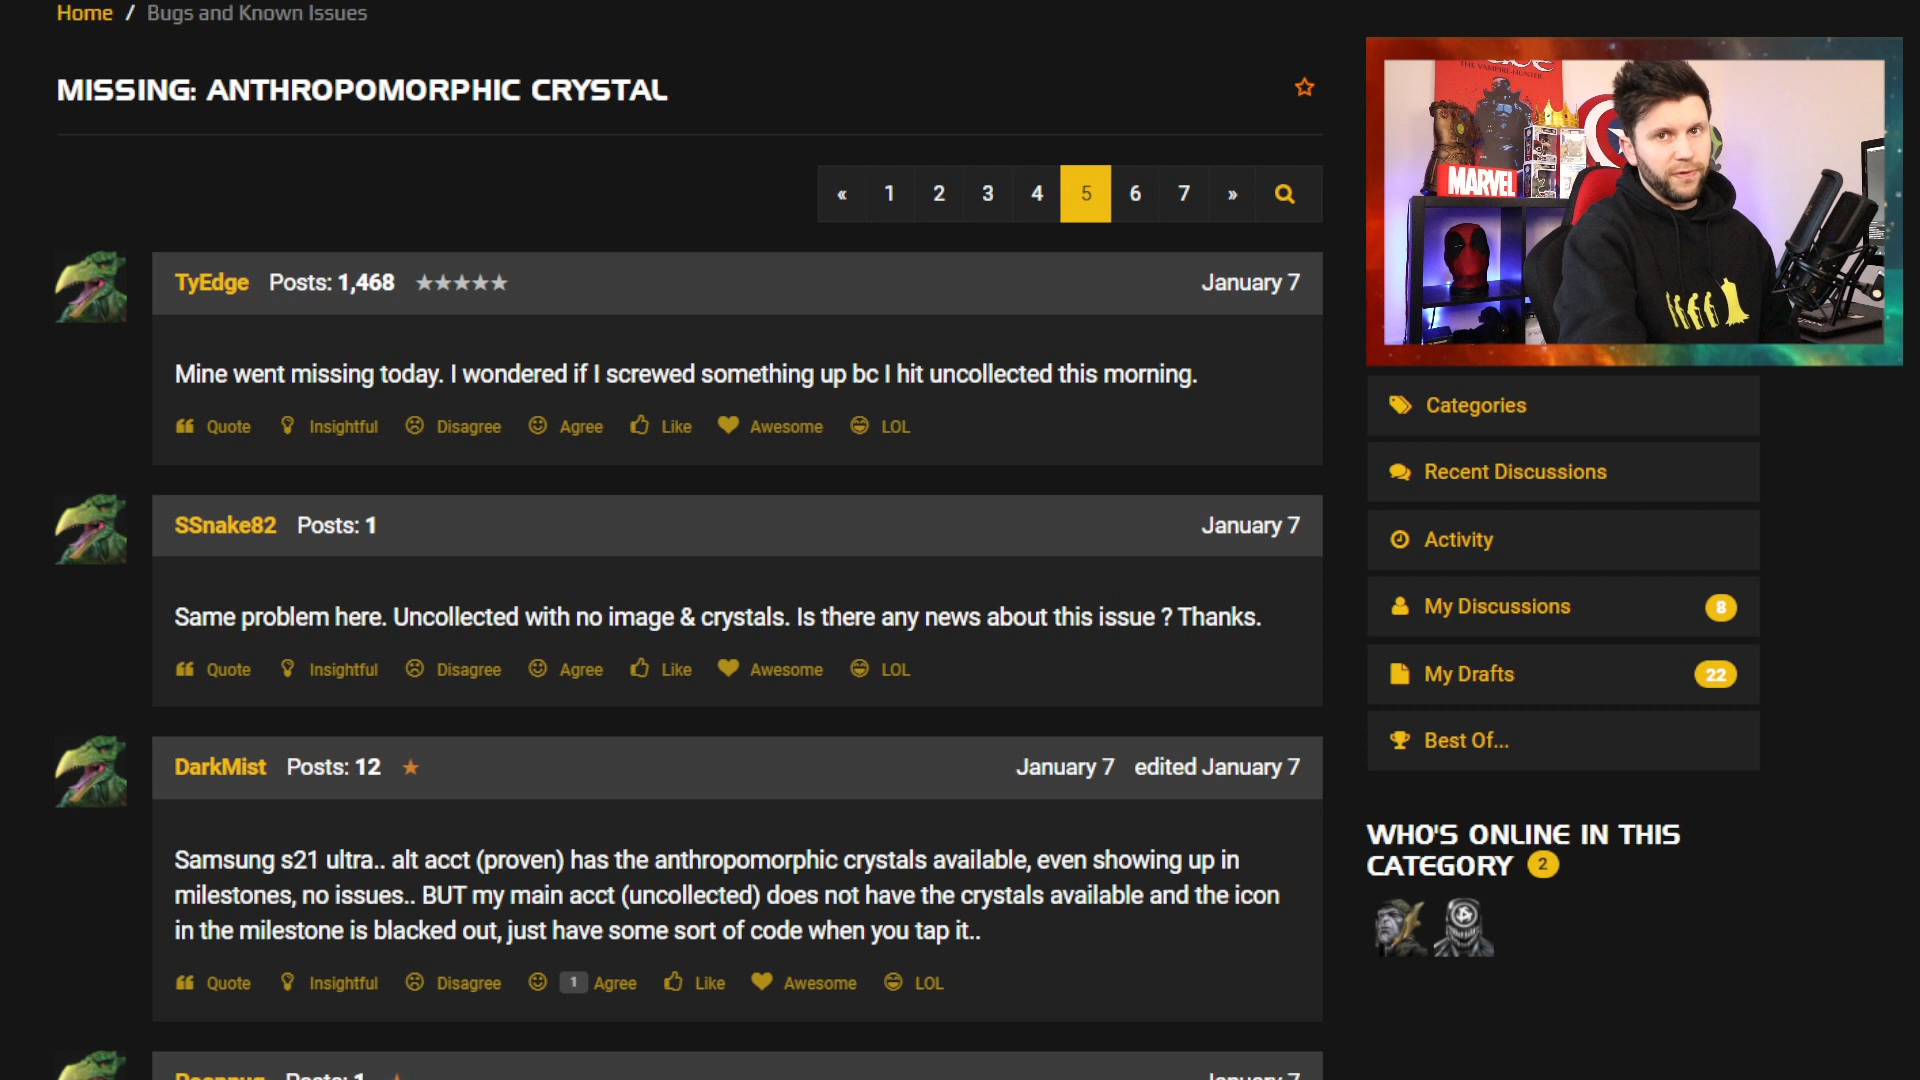 Home / Bugs and Known Issues
MISSING: ANTHROPOMORPHIC CRYSTAL
« 1 2 3 4 5 6 7 »
TyEdge Posts: 1,468 ★★★★★ January 7
Mine went missing today. I wondered if I screwed something up bc I hit uncollected this morning.
Quote Insightful Disagree Agree Like Awesome LOL
SSnake82 Posts: 1 January 7
Same problem here. Uncollected with no image & crystals. Is there any news about this issue ? Thanks.
Quote Insightful Disagree Agree Like Awesome LOL
DarkMist Posts: 12 ★ January 7 edited January 7
Samsung s21 ultra.. alt acct (proven) has the anthropomorphic crystals available, even showing up in
milestones, no issues.. BUT my main acct (uncollected) does not have the crystals available and the icon
in the milestone is blacked out, just have some sort of code when you tap it..
Quote Insightful Disagree 1 Agree Like Awesome LOL
Posts: 1 January 7
THE VAMPIRE HUNTER
MARVEL
Categories
Recent Discussions
Activity
My Discussions 8
My Drafts 22
Best Of...
WHO'S ONLINE IN THIS
CATEGORY 2